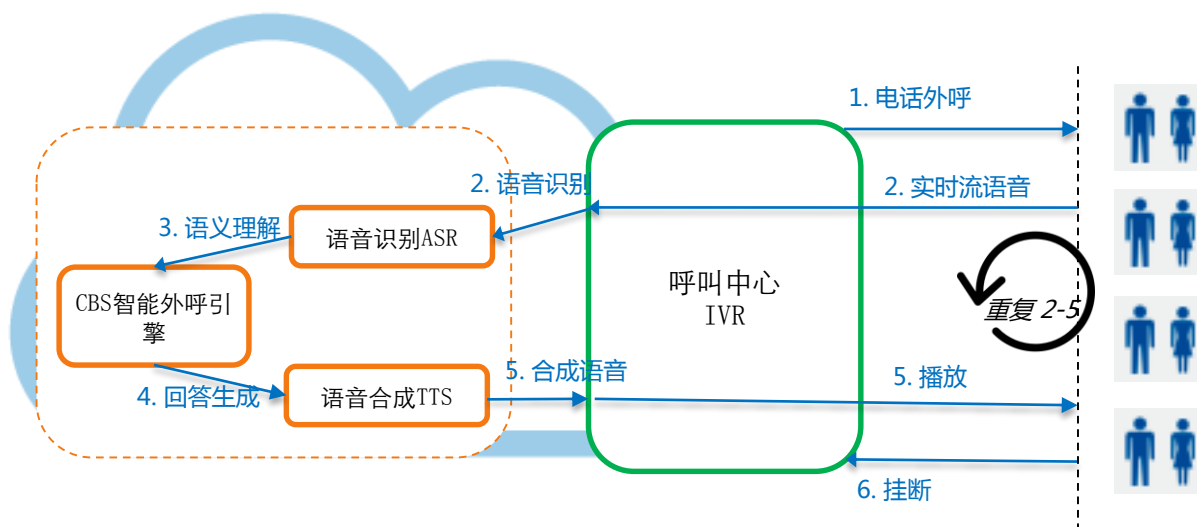 1. 电话外呼
2. 语音识别
2. 实时流语音
3. 语义理解
语音识别ASR
呼叫中心
IVR
CBS智能外呼引
擎
重复 2-5
4. 回答生成
语音合成TTS
5. 合成语音
5. 播放
6. 挂断